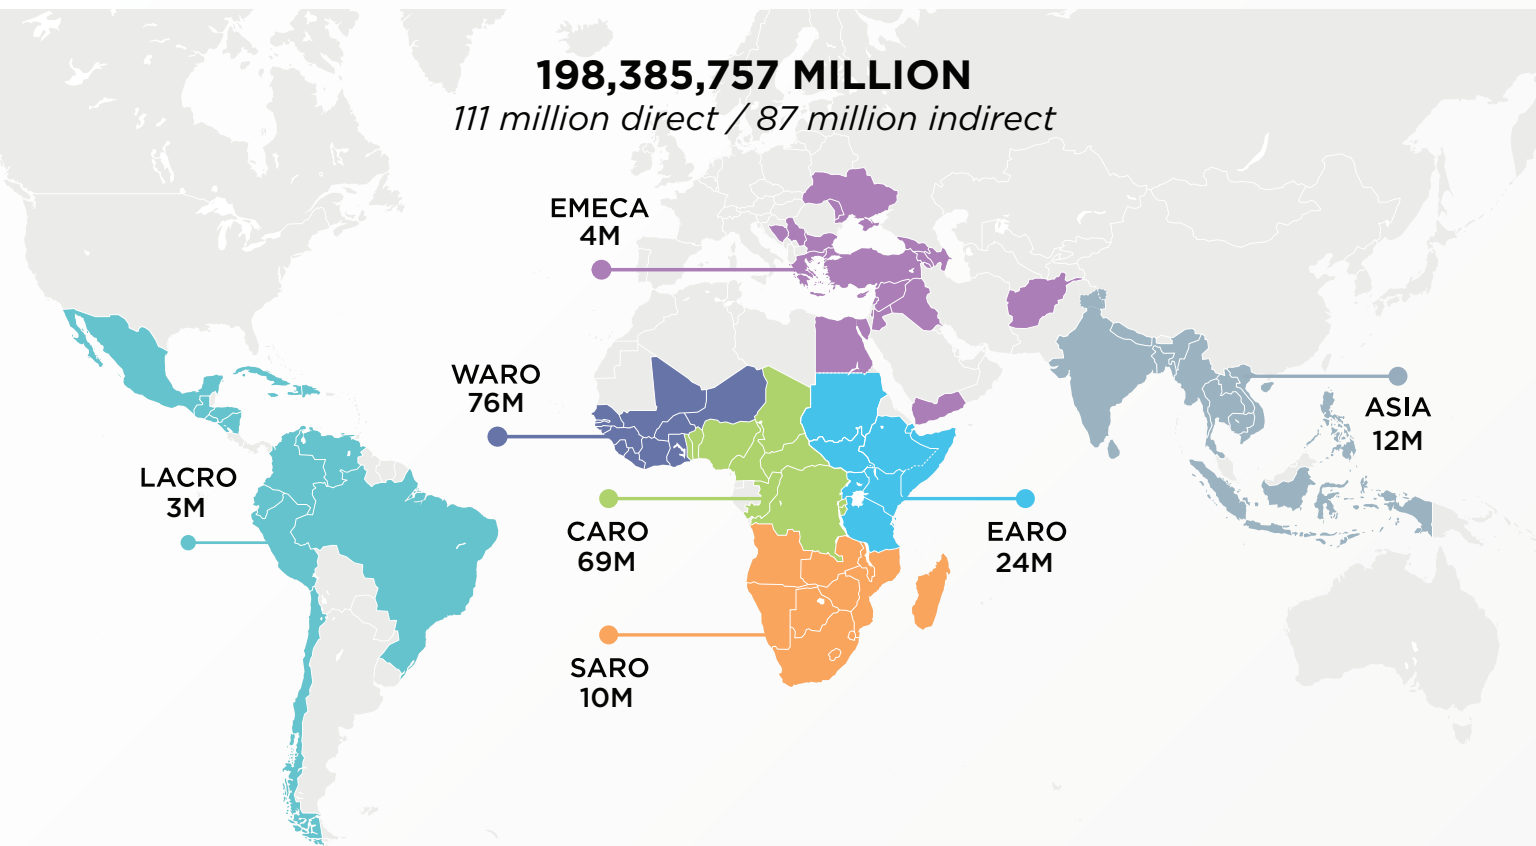 198,385,757 MILLION
111 million direct / 87 million indirect
EMECA
4M
WARO
76M
ASIA
12M
LACRO
3M
CARO
69M
EARO
24M
SARO
10M